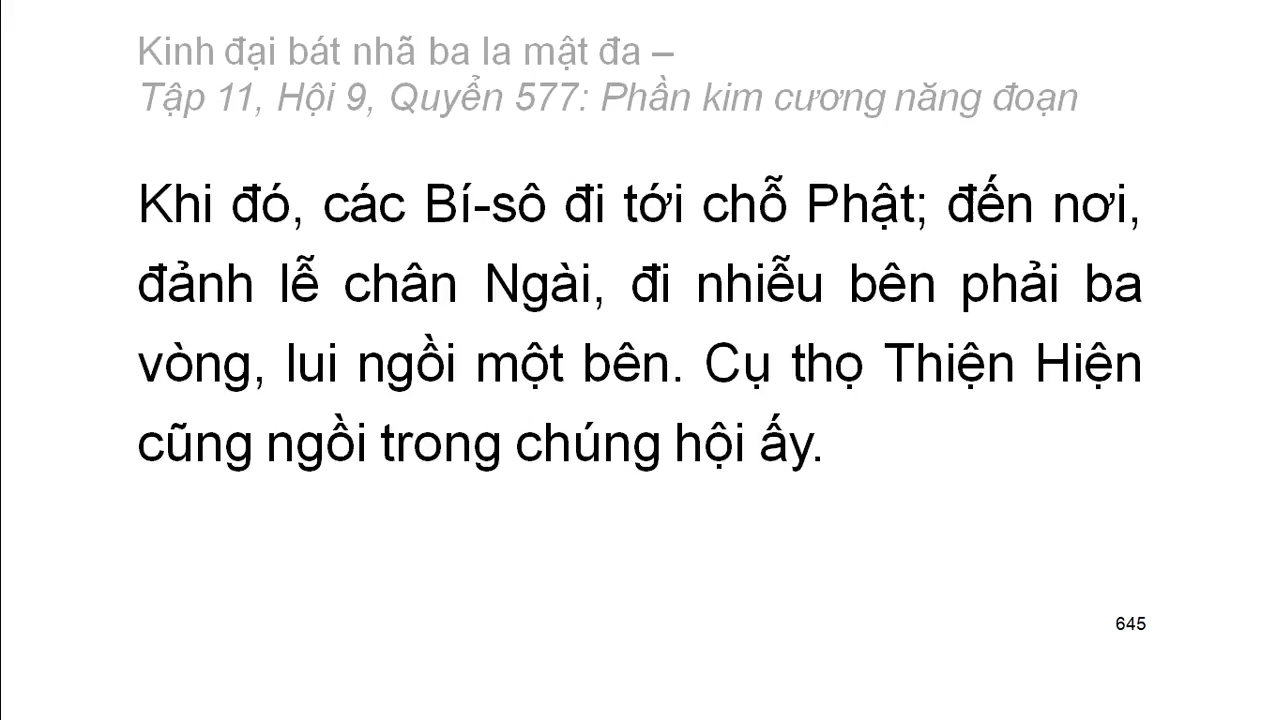 Kinh đại bát nhã ba la mật đa –
Tập 11, Hội 9, Quyển 577: Phần kim cương năng đoạn
Khi đó, các Bí-sô đi tới chỗ Phật; đến nơi,
đảnh lễ chân Ngài, đi nhiễu bên phải ba
vòng, lui ngồi một bên. Cụ thọ Thiện Hiện
cũng ngồi trong chúng hội ấy.
645